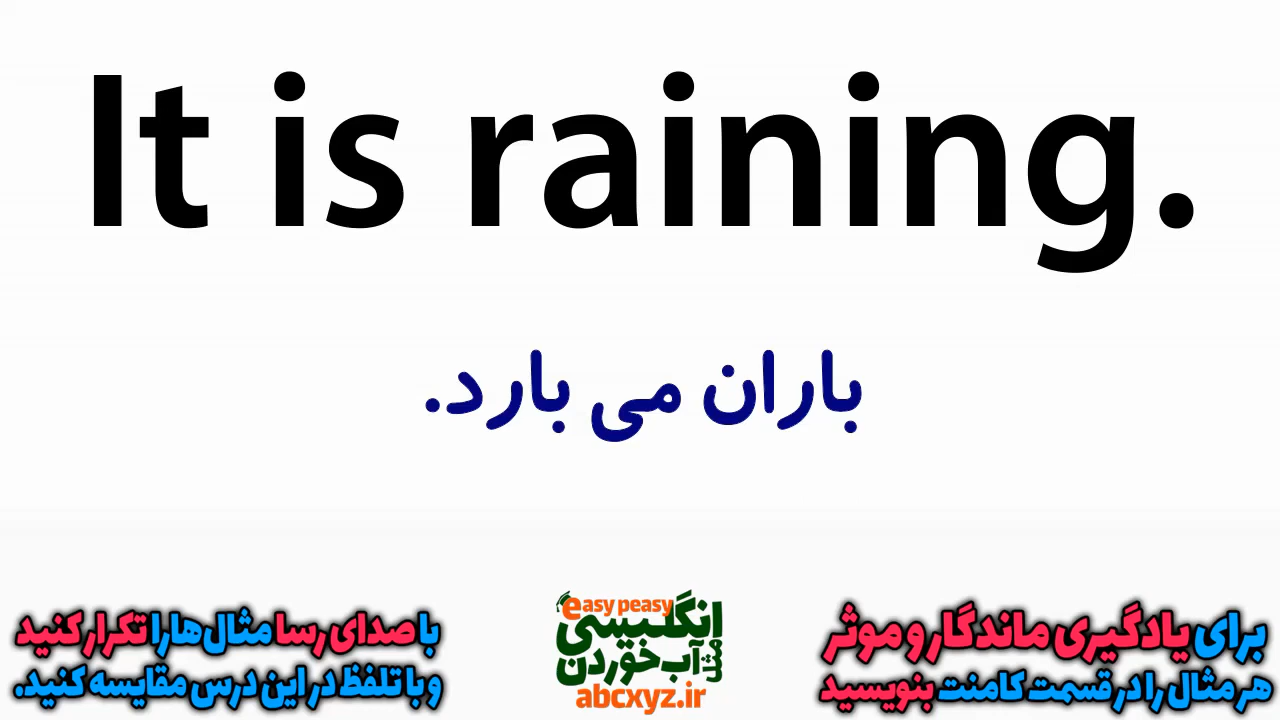 It is raining.
باران می بارد.
برای یادگیری ماندگار و موثر
هر مثال را در قسمت کامنت بنویسید
easy peasy
انگلیسی
مثل آب خوردن
abcxyz.ir
با صدای رسا مثال‌ها را تکرار کنید
و با تلفظ در این درس مقایسه کنید.